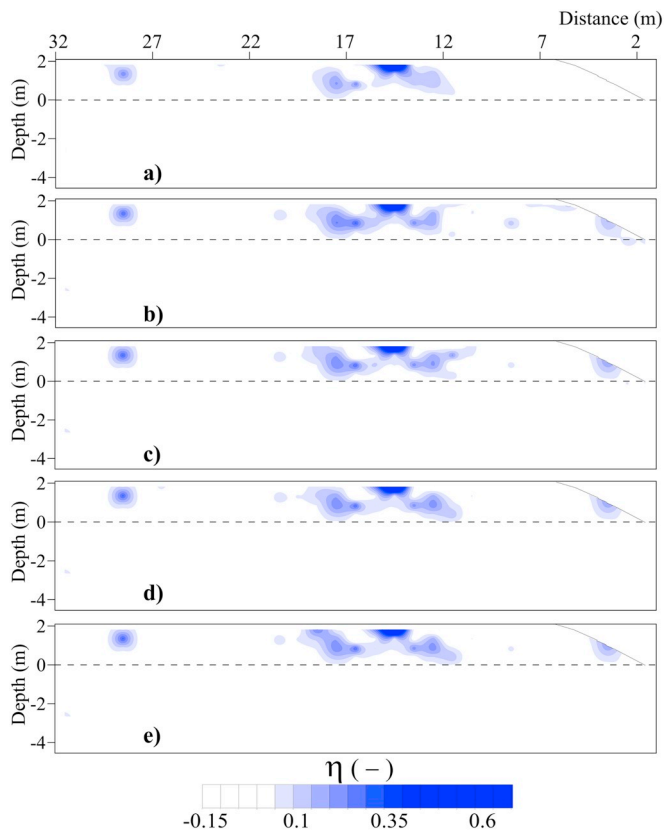 Distance (m)
32 27 22 17 12 7 2
Depth (m)
2
0
-2
-4
a)
Depth (m)
2
0
-2
-4
b)
Depth (m)
2
0
-2
-4
c)
Depth (m)
2
0
-2
-4
d)
Depth (m)
2
0
-2
-4
e)
η (−)
-0.15 0.1 0.35 0.6